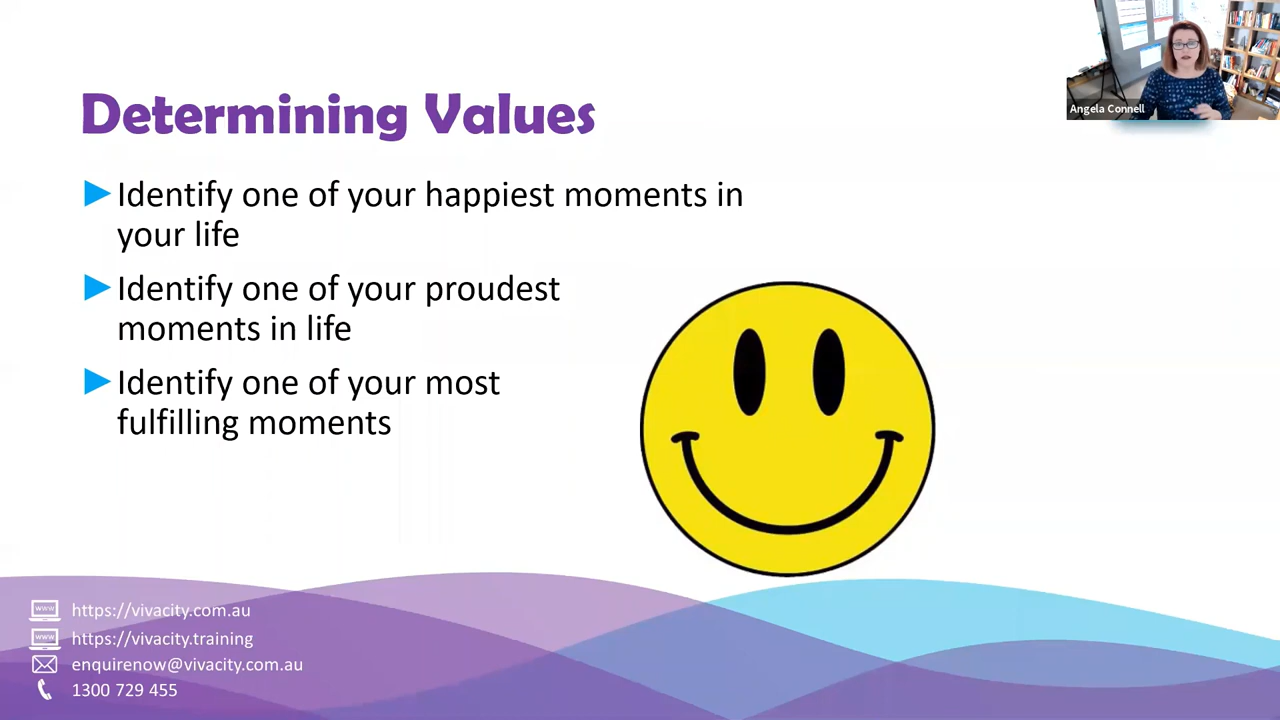 Angela Connell
Determining Values
Identify one of your happiest moments in
your life
Identify one of your proudest
moments in life
Identify one of your most
fulfilling moments
www https://vivacity.com.au
www https://vivacity.training
enquirenow@vivacity.com.au
1300 729 455